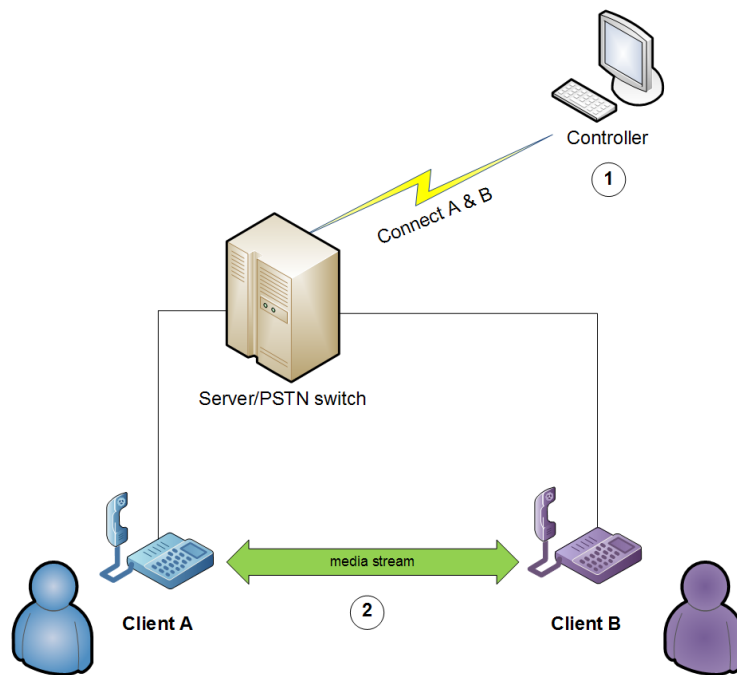 Controller
1
Connect A & B
Server/PSTN switch
media stream
2
Client A
Client B